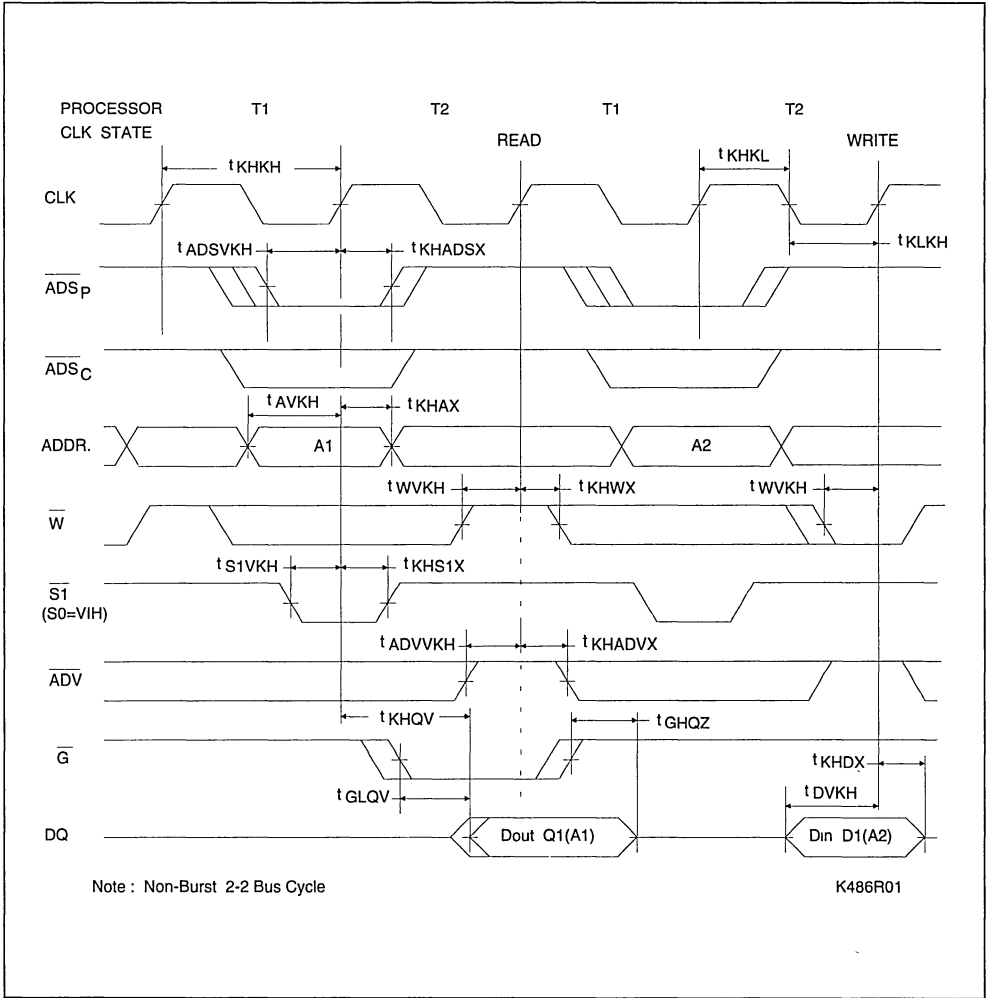 PROCESSOR T1 T2 T1 T2
CLK STATE
READ WRITE
t KHKH t KHKL
CLK
t ADSVKH t KHADSX t KLKH
ADSP
ADSC
t AVKH t KHAX
ADDR. A1 A2
t WVKH t KHWX t WVKH
W
t S1VKH t KHS1X
S1
(S0=VIH)
t ADVVKH t KHADVX
ADV
t KHQV t GHQZ
G
t KHDX
t GLQV t DVKH
DQ Dout Q1(A1) Din D1(A2)
Note : Non-Burst 2-2 Bus Cycle K486R01